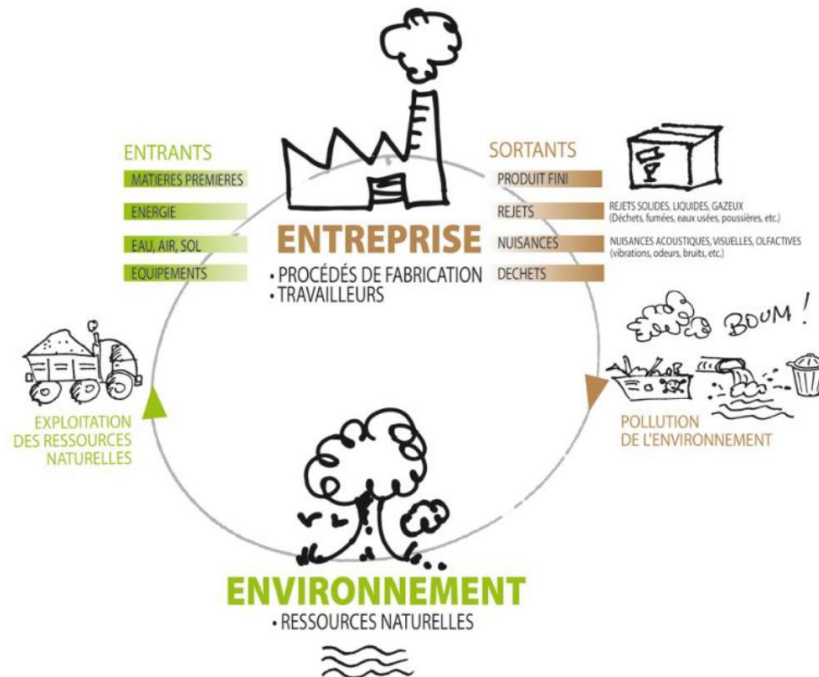 ENTRANTS
MATIERES PREMIERES
ENERGIE
EAU, AIR, SOL
EQUIPEMENTS
SORTANTS
PRODUIT FINI
REJETS
REJETS SOLIDES, LIQUIDES, GAZEUX
(Déchets, fumées, eaux usées, poussières, etc.)
NUISANCES
NUISANCES ACOUSTIQUES, VISUELLES, OLFACTIVES
(vibrations, odeurs, bruits, etc.)
DECHETS
ENTREPRISE
• PROCÉDÉS DE FABRICATION
• TRAVAILLEURS
BOUM !
EXPLOITATION
DES RESSOURCES
NATURELLES
POLLUTION
DE L'ENVIRONNEMENT
ENVIRONNEMENT
• RESSOURCES NATURELLES